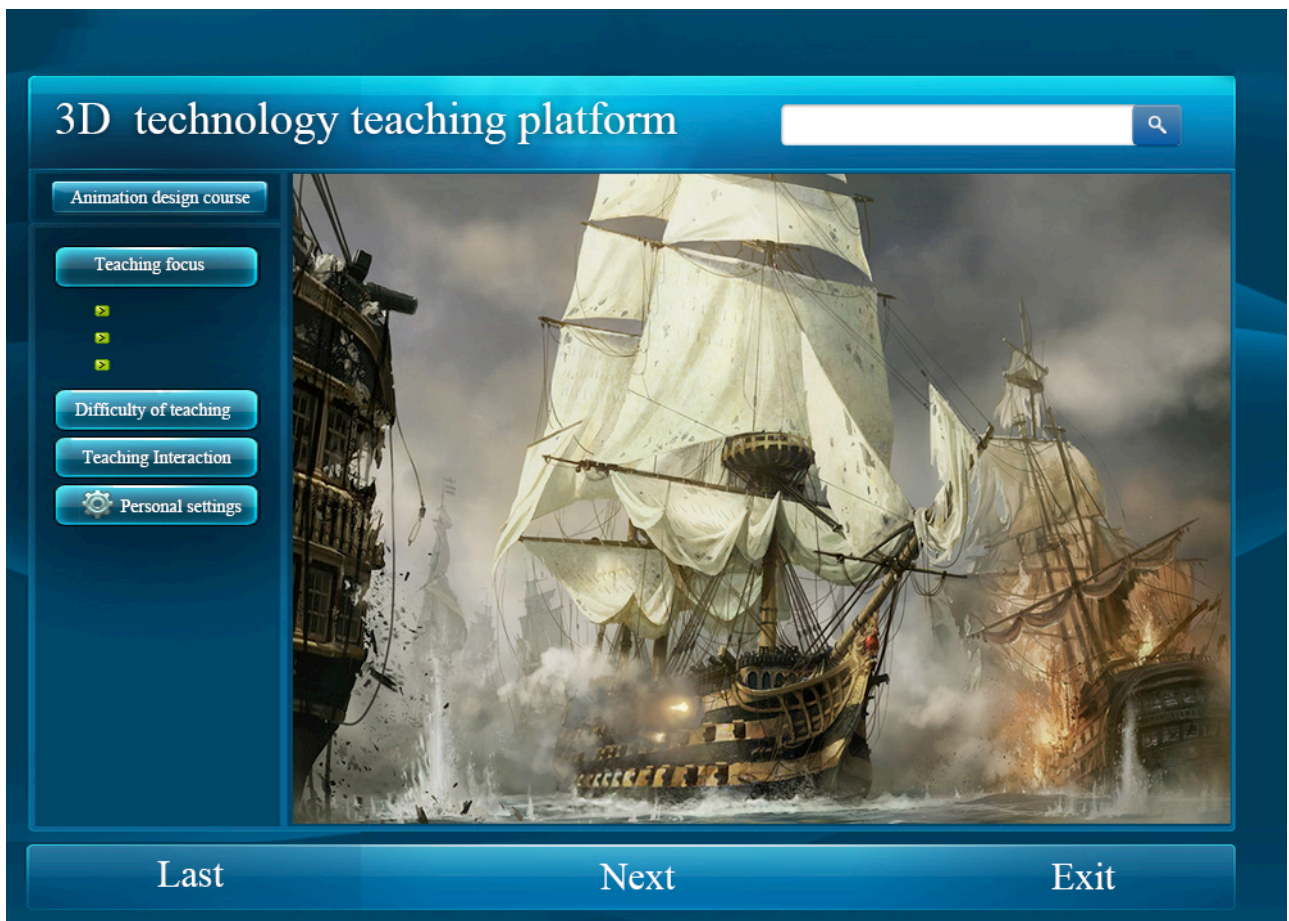 3D technology teaching platform
Animation design course
Teaching focus
Difficulty of teaching
Teaching Interaction
Personal settings
Last
Next
Exit